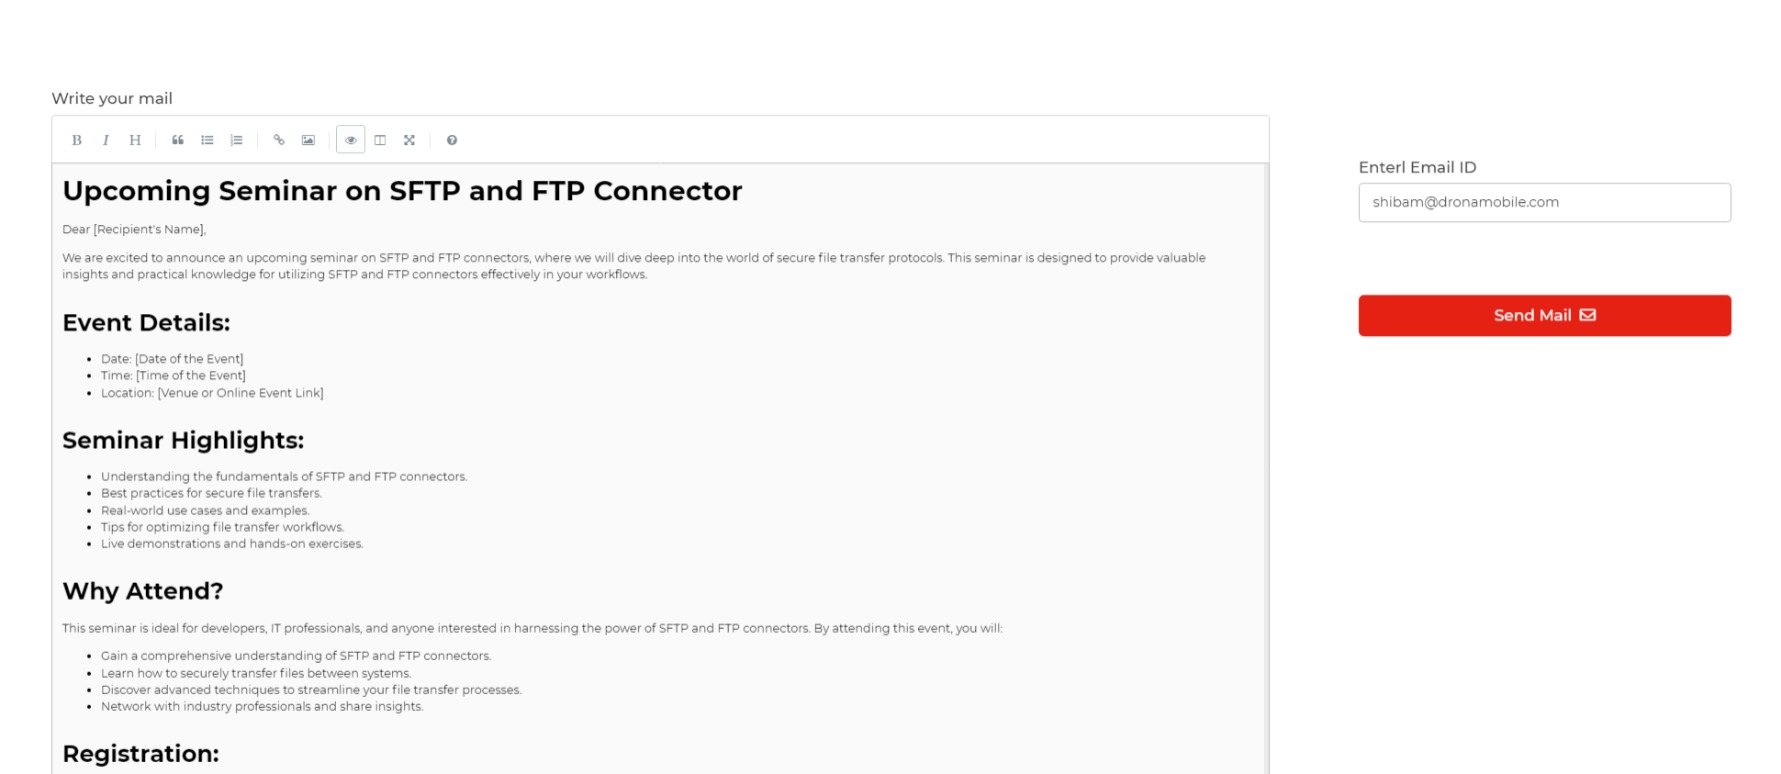 Write your mail
B I H
Upcoming Seminar on SFTP and FTP Connector
Dear [Recipient's Name],
We are excited to announce an upcoming seminar on SFTP and FTP connectors, where we will dive deep into the world of secure file transfer protocols. This seminar is designed to provide valuable
insights and practical knowledge for utilizing SFTP and FTP connectors effectively in your workflows.
Event Details:
• Date: [Date of the Event]
• Time: [Time of the Event]
• Location: [Venue or Online Event Link]
Seminar Highlights:
• Understanding the fundamentals of SFTP and FTP connectors.
• Best practices for secure file transfers.
• Real-world use cases and examples.
• Tips for optimizing file transfer workflows.
• Live demonstrations and hands-on exercises.
Why Attend?
This seminar is ideal for developers, IT professionals, and anyone interested in harnessing the power of SFTP and FTP connectors. By attending this event, you will:
• Gain a comprehensive understanding of SFTP and FTP connectors.
• Learn how to securely transfer files between systems.
• Discover advanced techniques to streamline your file transfer processes.
• Network with industry professionals and share insights.
Registration:
Enterl Email ID
shibam@dronamobile.com
Send Mail